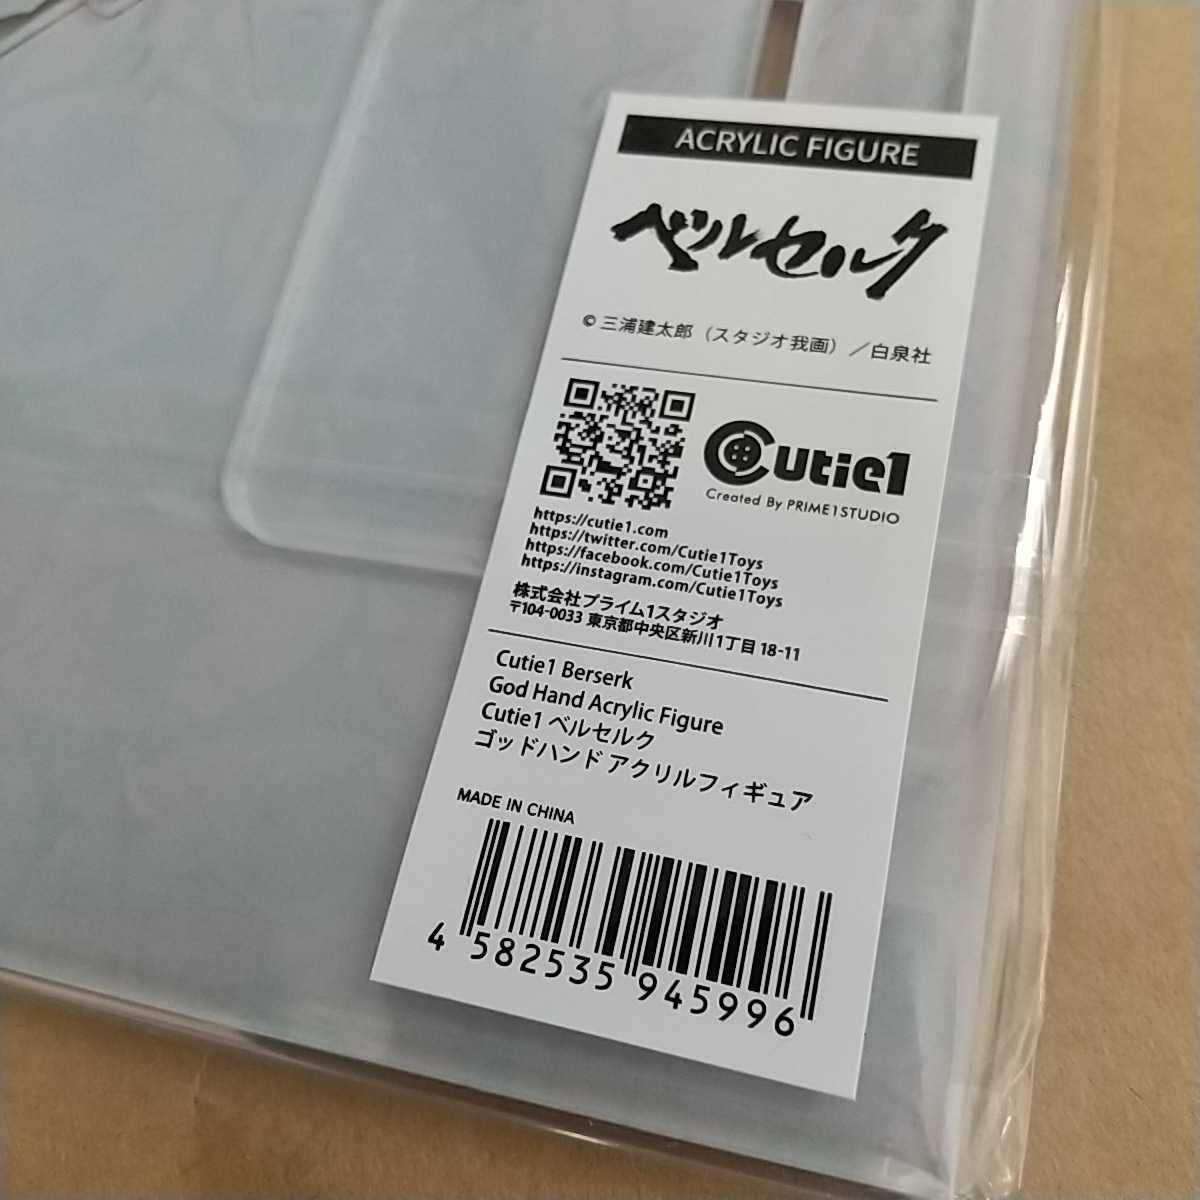 ACRYLIC FIGURE
ベルセルク
© 三浦建太郎（スタジオ我画）／白泉社
Cutie1
Created By PRIME1STUDIO
https://cutie1.com
https://twitter.com/Cutie1Toys
https://facebook.com/Cutie1Toys
https://instagram.com/Cutie1Toys
株式会社プライム1スタジオ
〒104-0033 東京都中央区新川1丁目18-11
Cutie1 Berserk
God Hand Acrylic Figure
Cutie1 ベルセルク
ゴッドハンド アクリルフィギュア
MADE IN CHINA
4 582535 945996